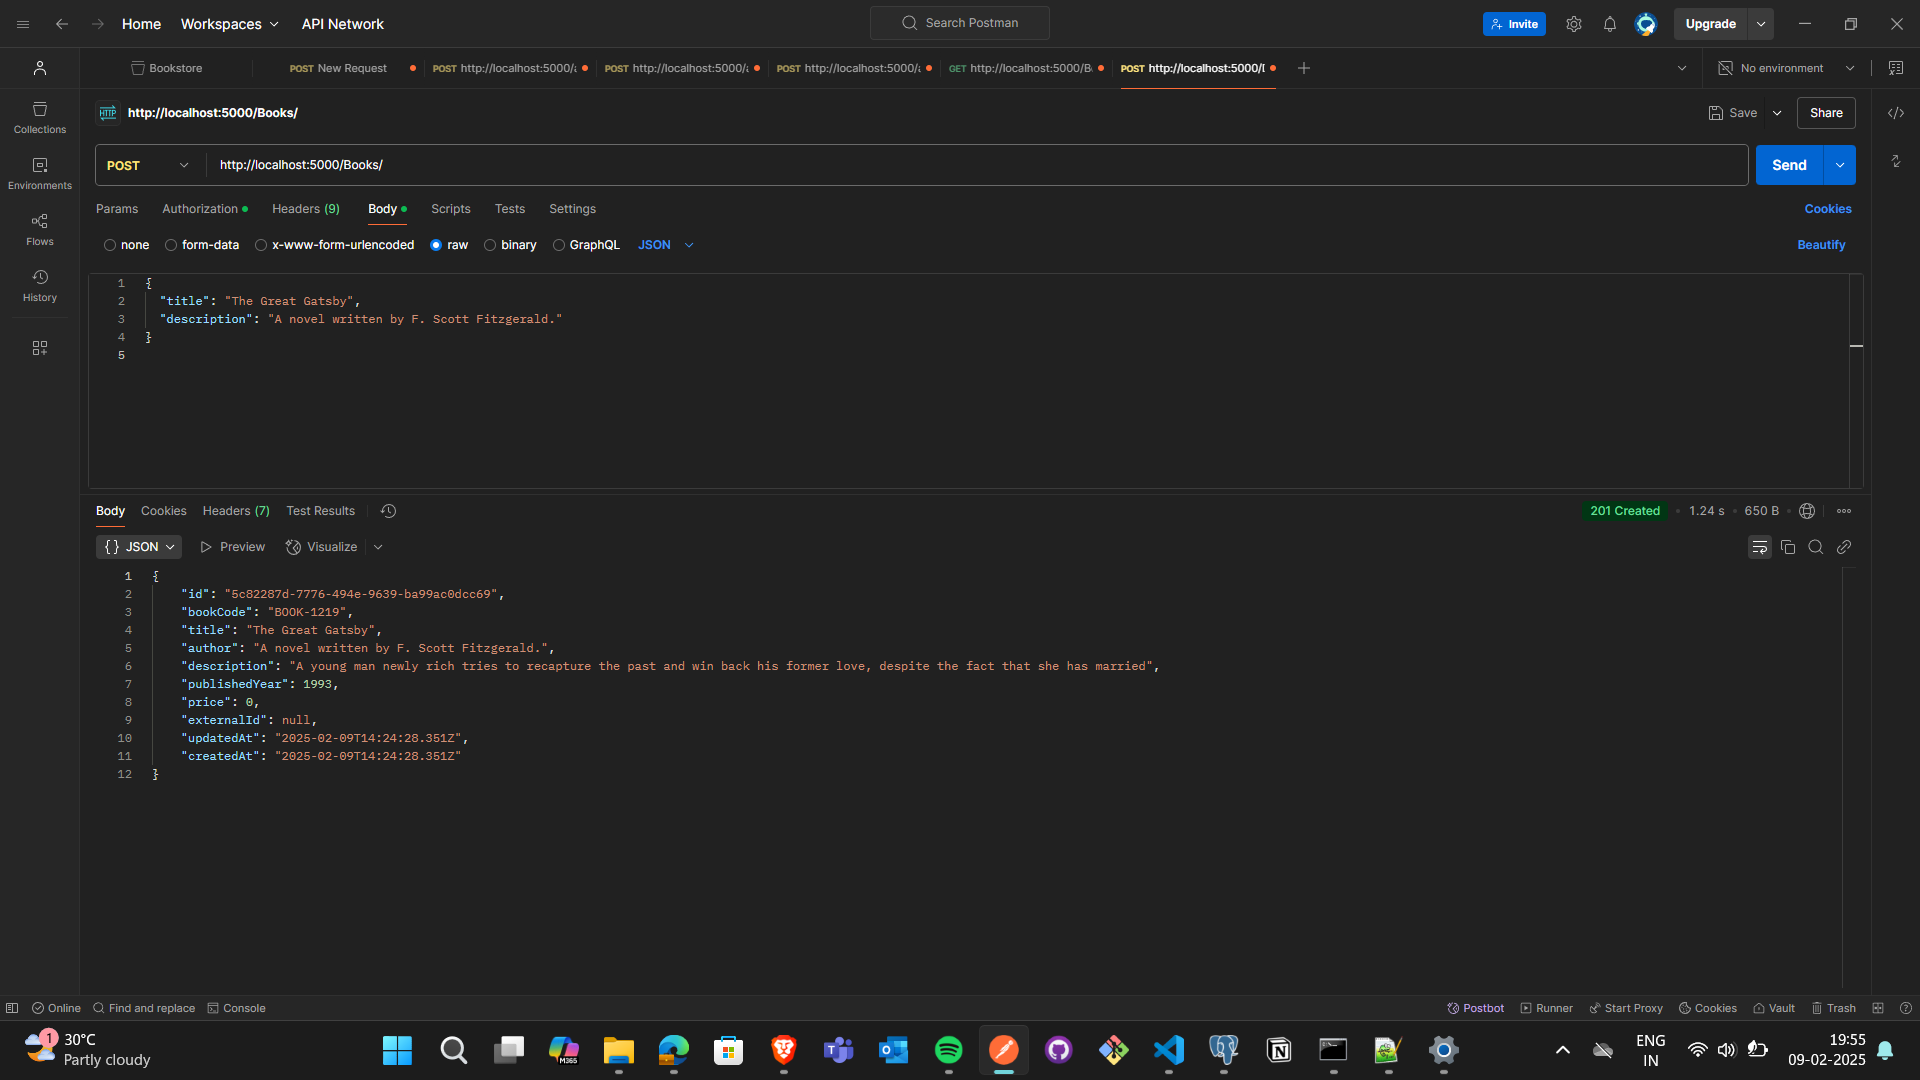 Home Workspaces API Network Search Postman Invite Upgrade
Bookstore POST New Request POST http://localhost:5000/ POST http://localhost:5000/ POST http://localhost:5000/ GET http://localhost:5000/B POST http://localhost:5000/ No environment
HTTP http://localhost:5000/Books/ Save Share
Collections
Environments
Flows
History
POST http://localhost:5000/Books/ Send
Params Authorization Headers (9) Body Scripts Tests Settings Cookies
none form-data x-www-form-urlencoded raw binary GraphQL JSON Beautify
1 {
2 "title": "The Great Gatsby",
3 "description": "A novel written by F. Scott Fitzgerald."
4 }
5
Body Cookies Headers (7) Test Results 201 Created 1.24 s 650 B
{} JSON Preview Visualize
1 {
2 "id": "5c82287d-7776-494e-9639-ba99ac0dcc69",
3 "bookCode": "BOOK-1219",
4 "title": "The Great Gatsby",
5 "author": "A novel written by F. Scott Fitzgerald.",
6 "description": "A young man newly rich tries to recapture the past and win back his former love, despite the fact that she has married",
7 "publishedYear": 1993,
8 "price": 0,
9 "externalId": null,
10 "updatedAt": "2025-02-09T14:24:28.351Z",
11 "createdAt": "2025-02-09T14:24:28.351Z"
12 }
Online Find and replace Console Postbot Runner Start Proxy Cookies Vault Trash
1 30°C
Partly cloudy
M365
ENG
IN
19:55
09-02-2025